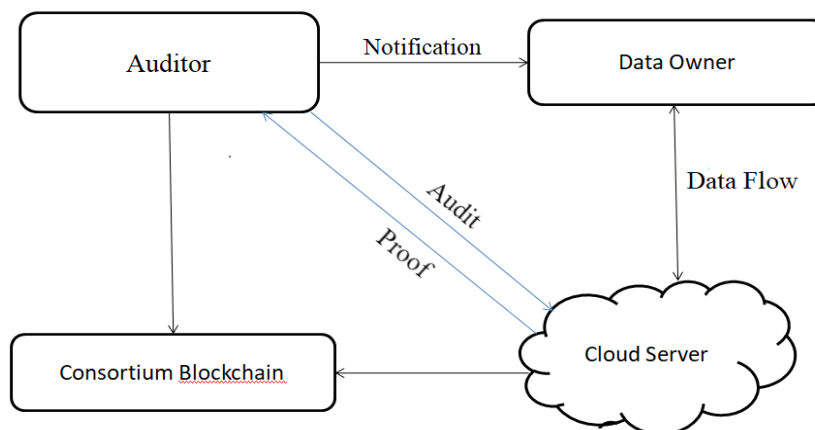 Auditor
Notification
Data Owner
Audit
Proof
Data Flow
Consortium Blockchain
Cloud Server